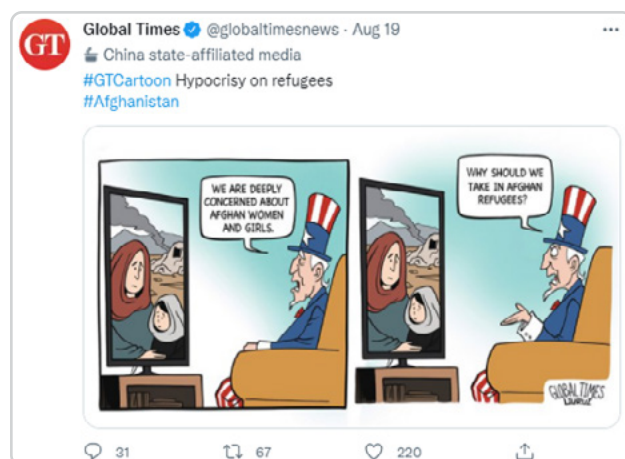 GT
Global Times @globaltimesnews · Aug 19
China state-affiliated media
#GTCartoon Hypocrisy on refugees
#Afghanistan
WE ARE DEEPLY
CONCERNED ABOUT
AFGHAN WOMEN
AND GIRLS.
WHY SHOULD WE
TAKE IN AFGHAN
REFUGEES?
GLOBAL TIMES
31 67 220